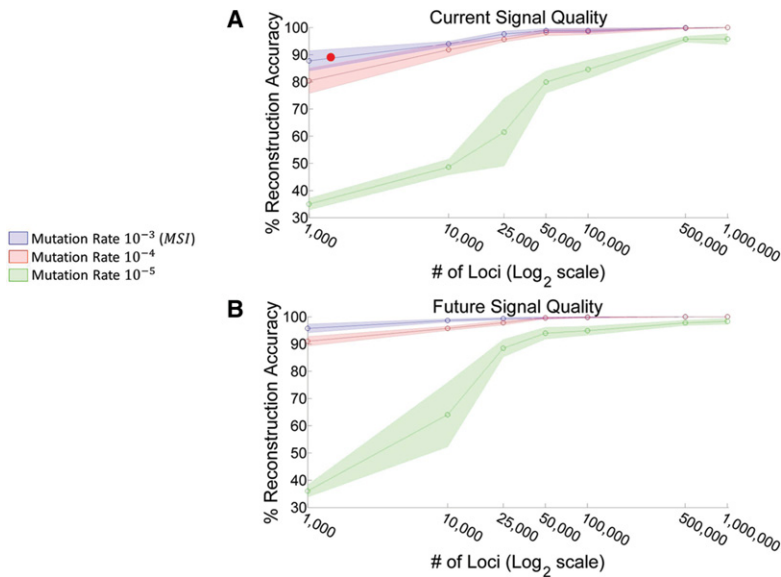 A
Current Signal Quality
% Reconstruction Accuracy
100
90
80
70
60
50
40
30
1,000
10,000
25,000
50,000
100,000
500,000
1,000,000
# of Loci (Log₂ scale)
Mutation Rate 10⁻³ (MSI)
Mutation Rate 10⁻⁴
Mutation Rate 10⁻⁵
B
Future Signal Quality
% Reconstruction Accuracy
100
90
80
70
60
50
40
30
1,000
10,000
25,000
50,000
100,000
500,000
1,000,000
# of Loci (Log₂ scale)